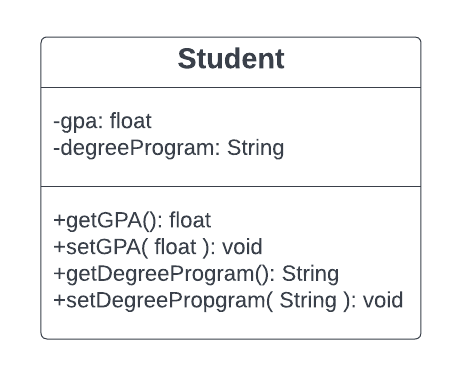 Student
-gpa: float
-degreeProgram: String
+getGPA(): float
+setGPA( float ): void
+getDegreeProgram(): String
+setDegreePropgram( String ): void